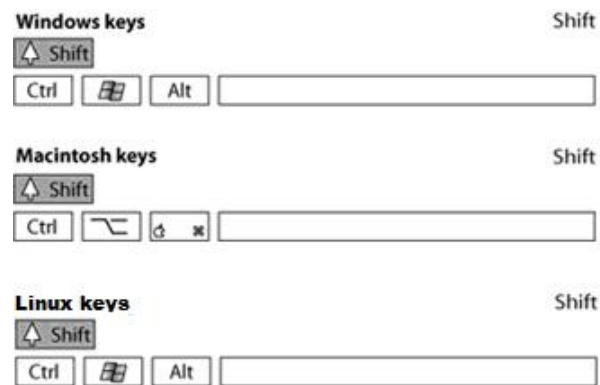 Windows keys Shift
Shift
Ctrl Alt
Macintosh keys Shift
Shift
Ctrl
Linux keys Shift
Shift
Ctrl Alt